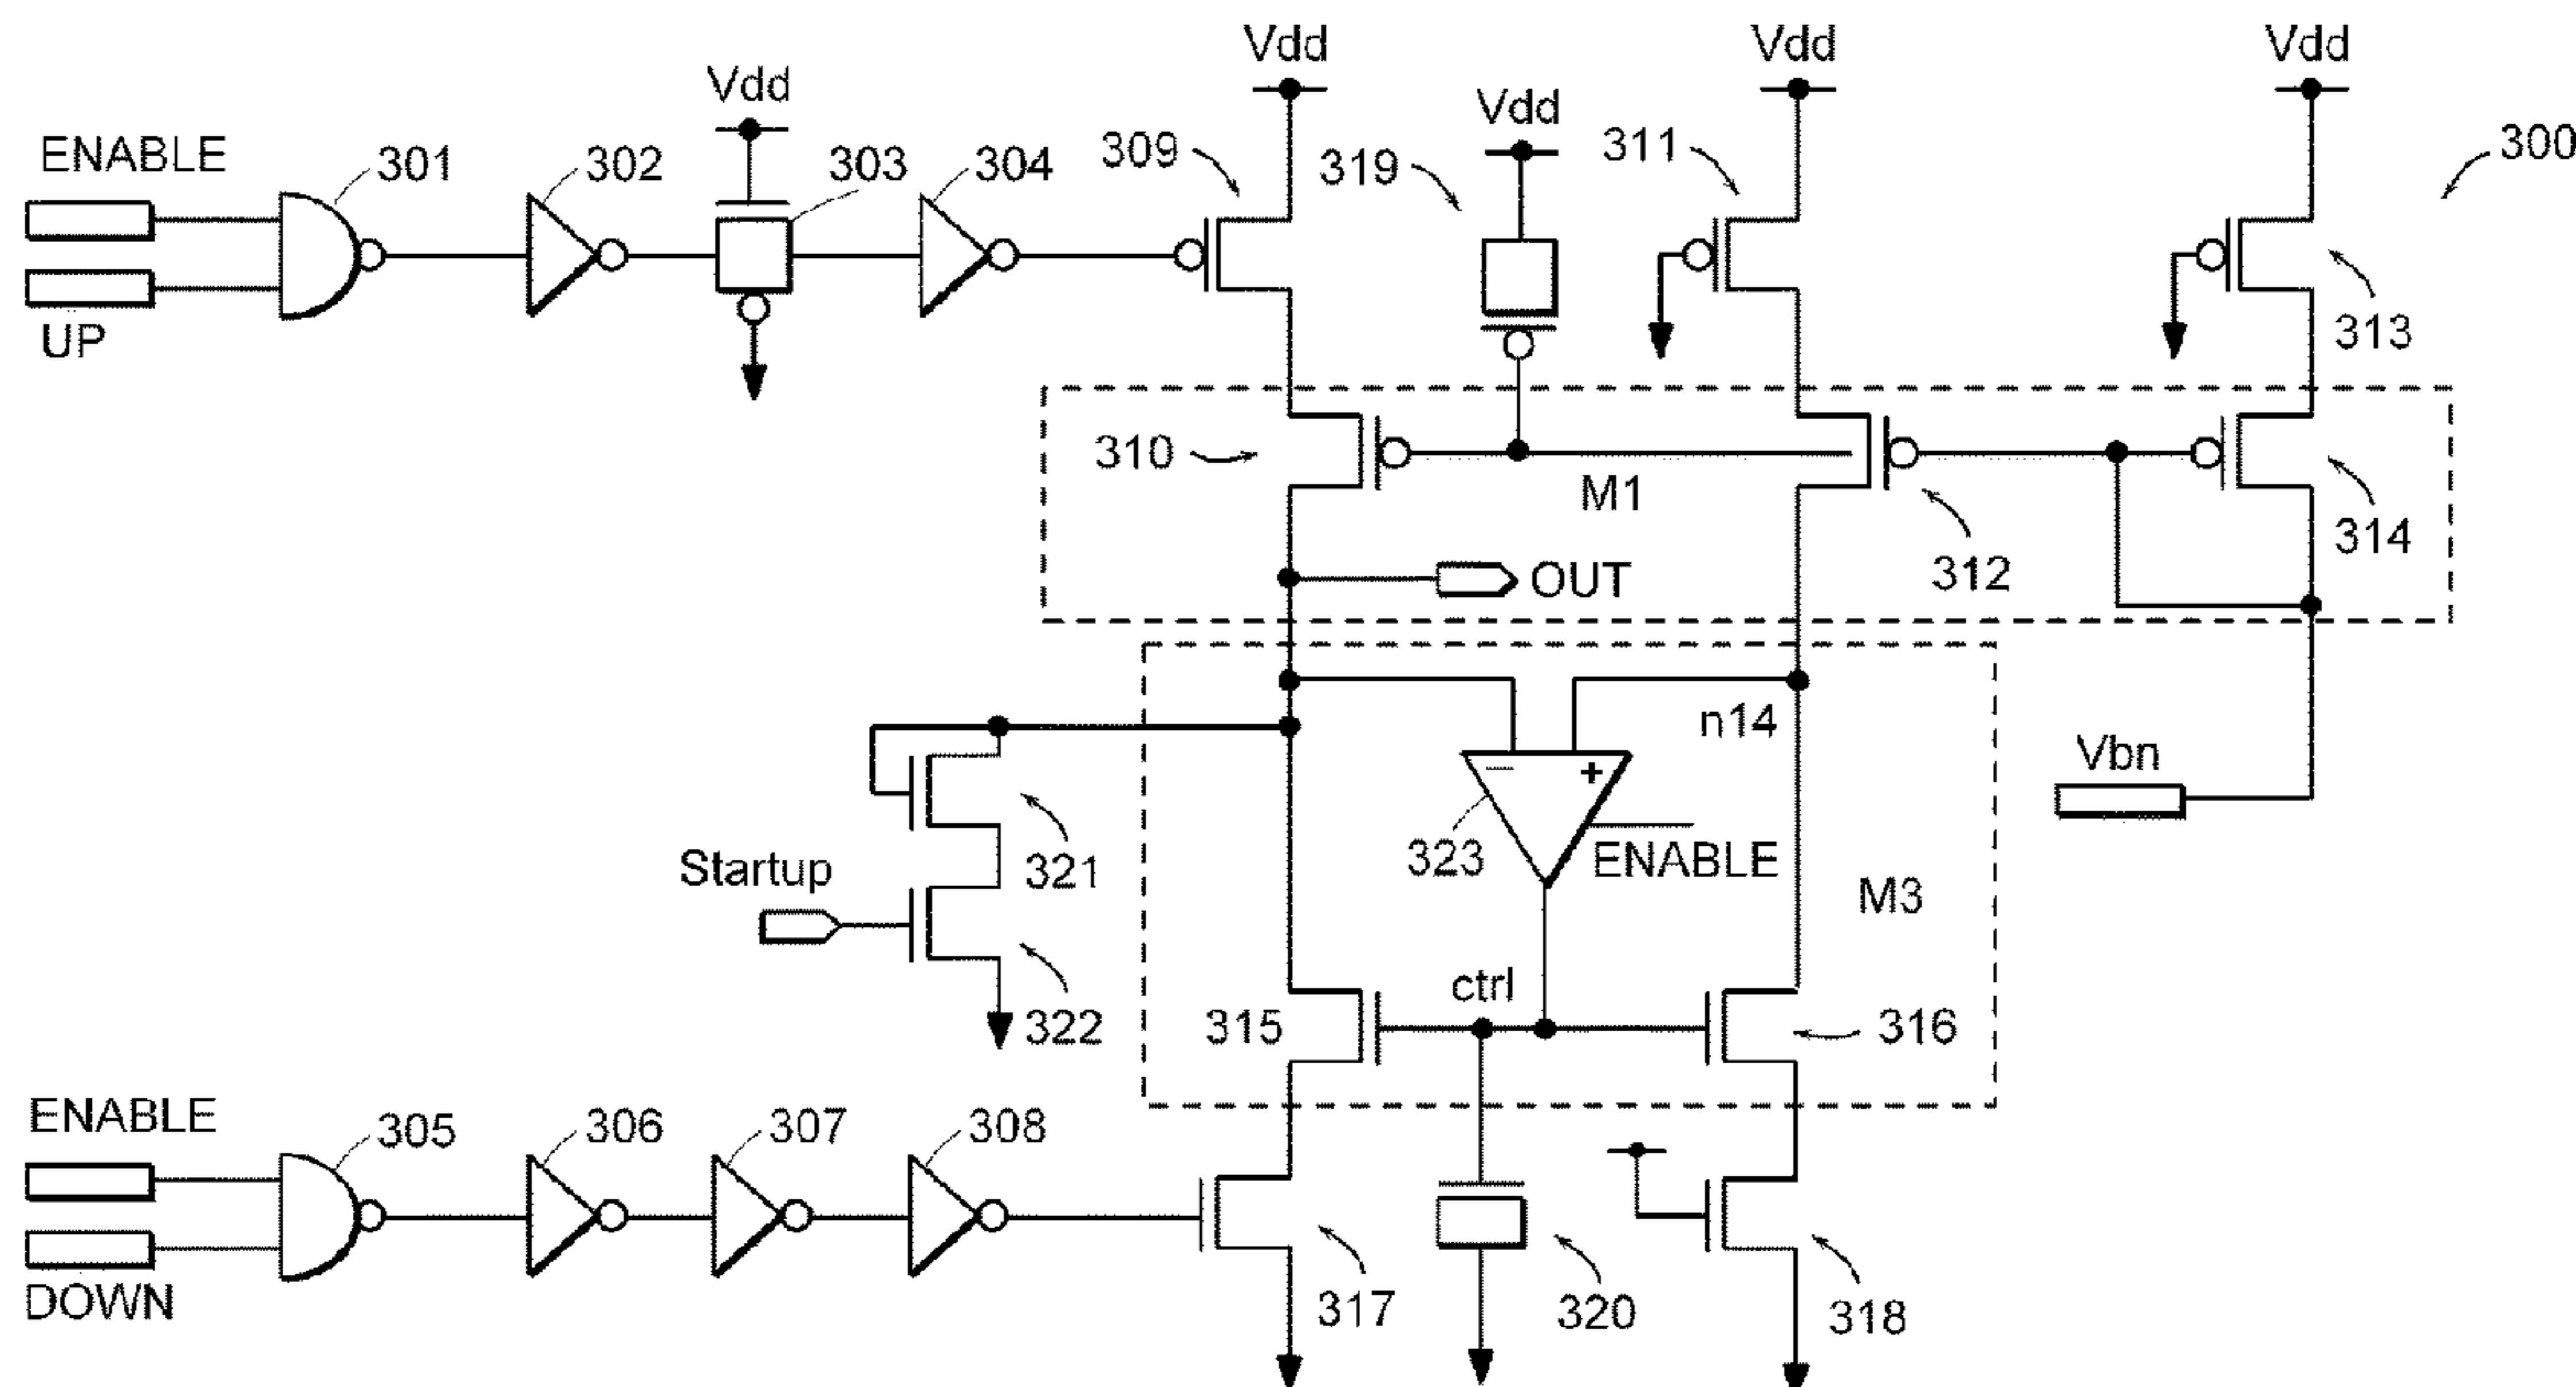 Vdd
Vdd
Vdd
Vdd
Vdd
ENABLE
301
302
303
304
309
319
311
300
UP
313
310
M1
312
314
OUT
n14
Vbn
− +
323
ENABLE
321
Startup
M3
322
315
ctrl
316
ENABLE
305
306
307
308
DOWN
317
320
318